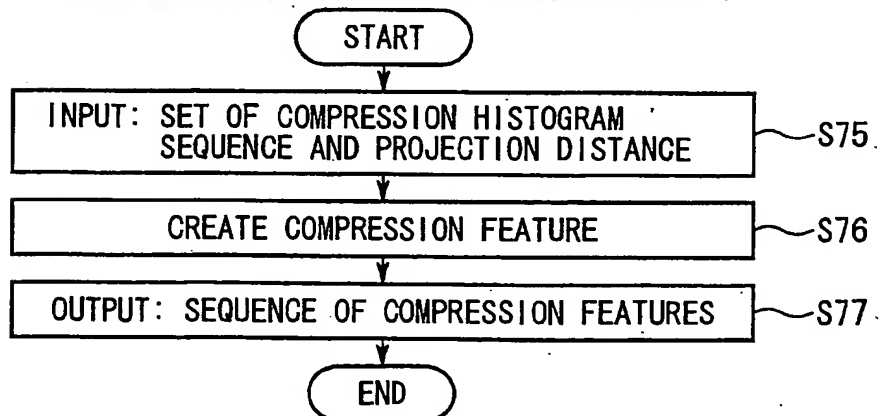 START
INPUT: SET OF COMPRESSION HISTOGRAM
SEQUENCE AND PROJECTION DISTANCE
S75
CREATE COMPRESSION FEATURE
S76
OUTPUT: SEQUENCE OF COMPRESSION FEATURES
S77
END